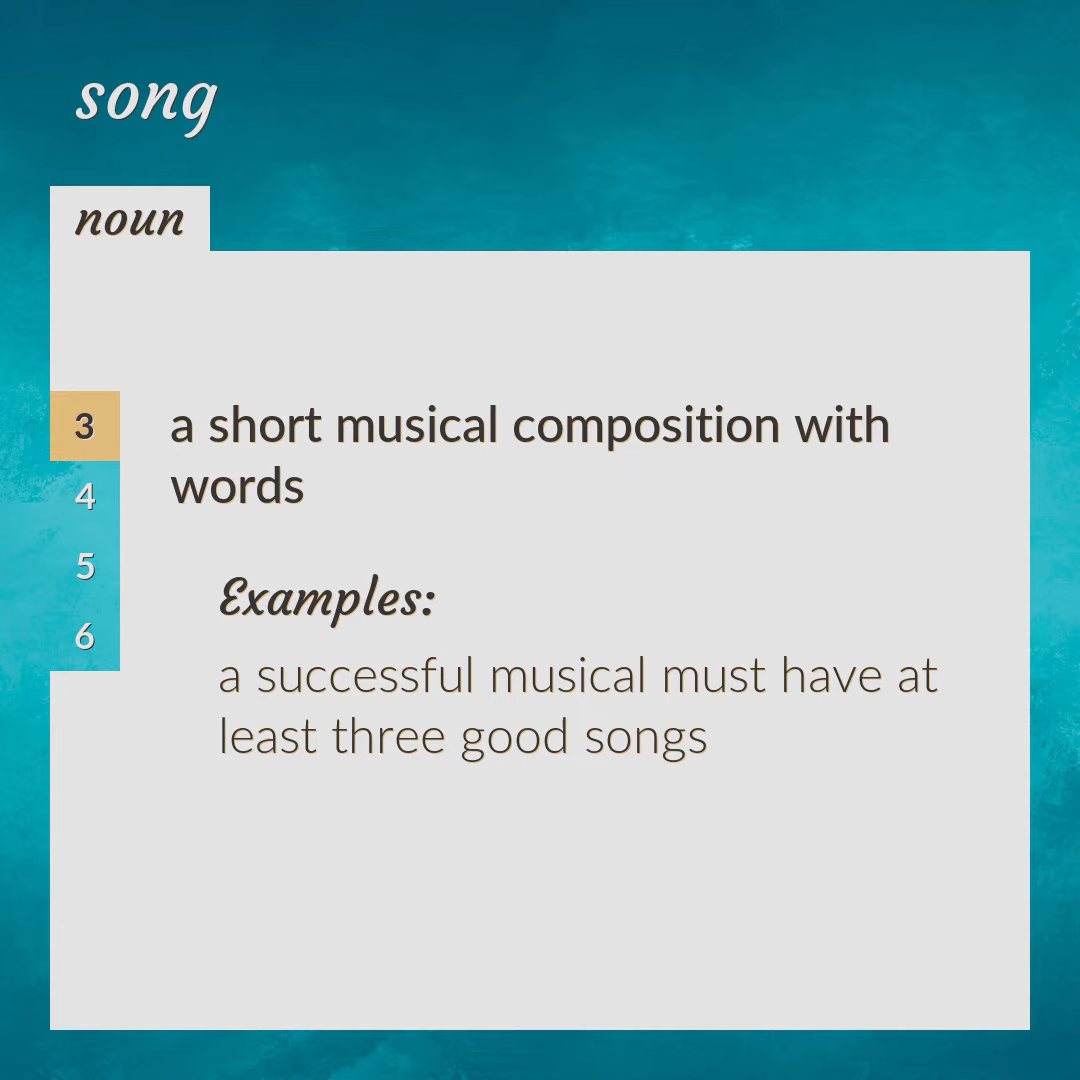 song
noun
3
a short musical composition with
words
4
5
6
Examples:
a successful musical must have at
least three good songs